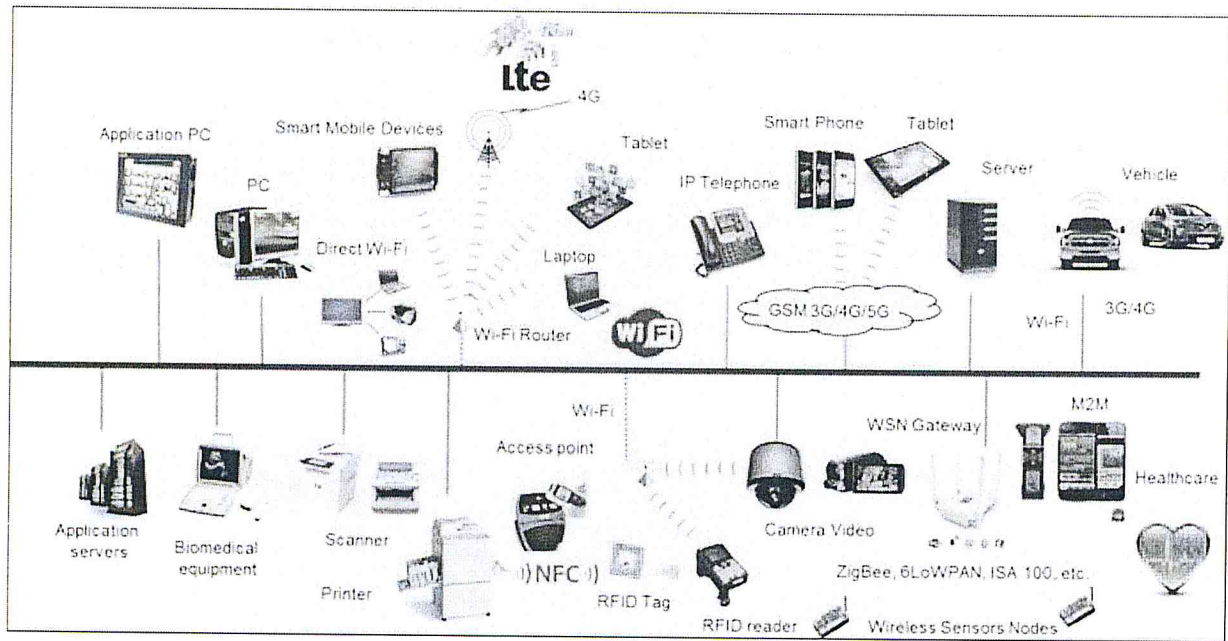 Lte
4G
Application PC
Smart Mobile Devices
Smart Phone
Tablet
Tablet
PC
IP Telephone
Server
Vehicle
Direct Wi-Fi
Laptop
GSM 3G/4G/5G
Wi-Fi Router
Wi Fi
Wi-Fi
3G/4G
Wi-Fi
M2M
WSN Gateway
Access point
Healthcare
Application
servers
Biomedical
equipment
Scanner
Camera Video
Printer
NFC
RFID Tag
ZigBee, 6LoWPAN, ISA 100, etc.
RFID reader
Wireless Sensors Nodes